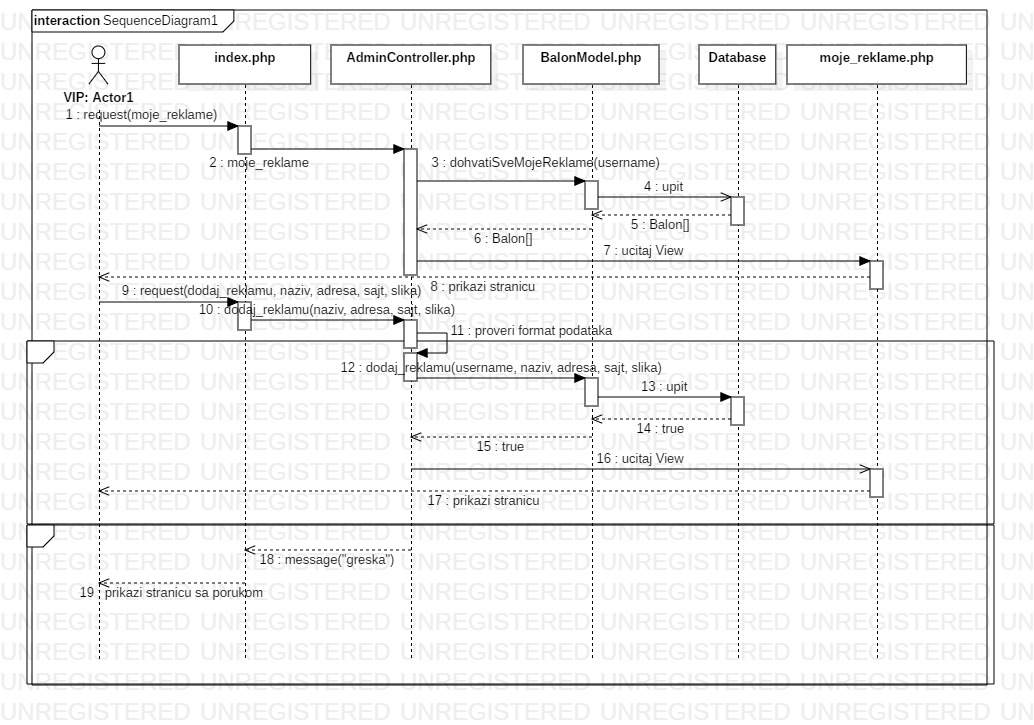 interaction SequenceDiagram1
index.php
AdminController.php
BalonModel.php
Database
moje_reklame.php
VIP: Actor1
1 : request(moje_reklame)
2 : moje_reklame
3 : dohvatiSveMojeReklame(username)
4 : upit
5 : Balon[]
6 : Balon[]
7 : ucitaj View
8 : prikazi stranicu
9 : request(dodaj_reklamu, naziv, adresa, sajt, slika)
10 : dodaj_reklamu(naziv, adresa, sajt, slika)
11 : proveri format podataka
12 : dodaj_reklamu(username, naziv, adresa, sajt, slika)
13 : upit
14 : true
15 : true
16 : ucitaj View
17 : prikazi stranicu
18 : message("greska")
19 : prikazi stranicu sa porukom
UNREGISTERED